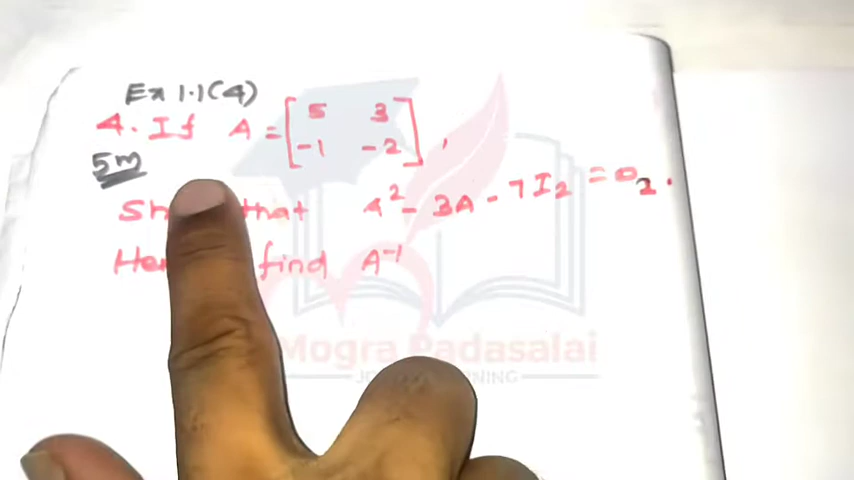 Ex 1.1(4)
4. If A = [ 5 3
-1 -2 ],
5m
that A² - 3A - 7I₂ = 0₂.
find A⁻¹
Mogra Padasalai